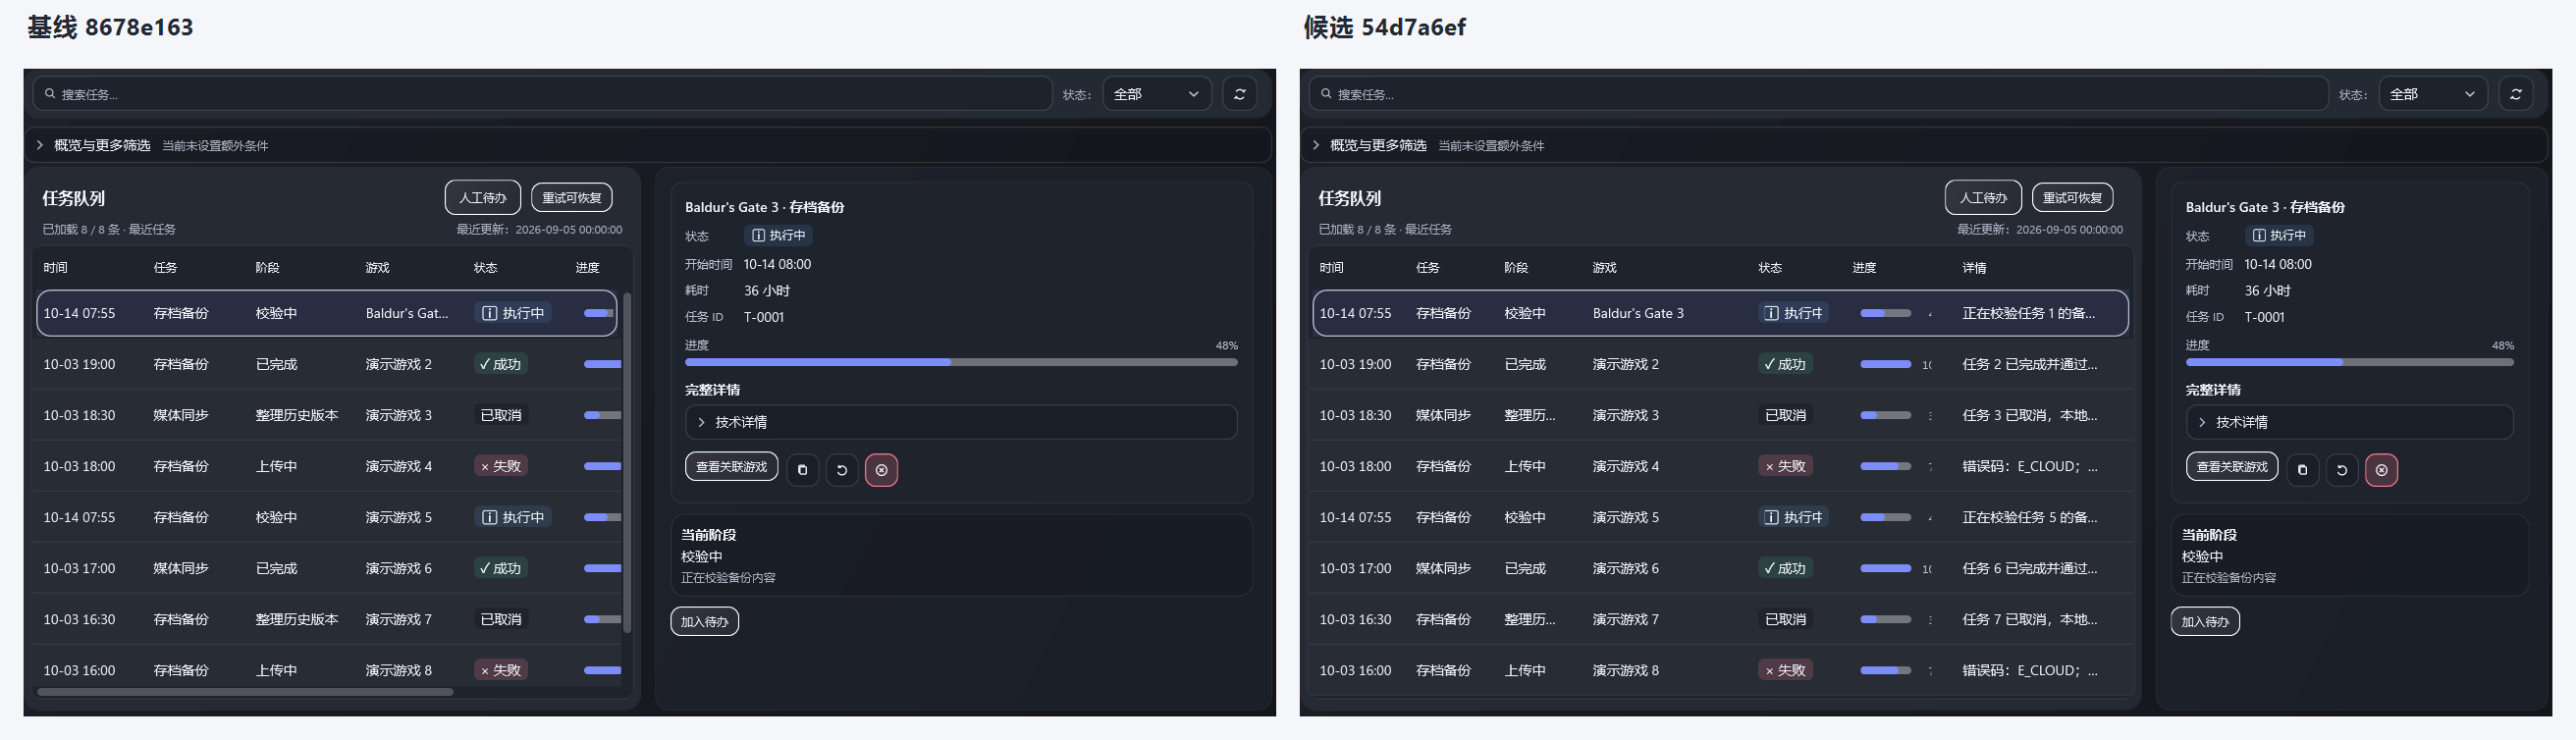 基线 8678e163
搜索任务...
状态：
全部
概览与更多筛选 当前未设置额外条件
任务队列
人工待办
重试可恢复
已加载 8 / 8 条 · 最近任务
最近更新：2026-09-05 00:00:00
时间 任务 阶段 游戏 状态 进度
10-14 07:55 存档备份 校验中 Baldur's Gat... 执行中
10-03 19:00 存档备份 已完成 演示游戏 2 成功
10-03 18:30 媒体同步 整理历史版本 演示游戏 3 已取消
10-03 18:00 存档备份 上传中 演示游戏 4 失败
10-14 07:55 存档备份 校验中 演示游戏 5 执行中
10-03 17:00 媒体同步 已完成 演示游戏 6 成功
10-03 16:30 存档备份 整理历史版本 演示游戏 7 已取消
10-03 16:00 存档备份 上传中 演示游戏 8 失败
Baldur's Gate 3 · 存档备份
状态 执行中
开始时间 10-14 08:00
耗时 36 小时
任务 ID T-0001
进度 48%
完整详情
技术详情
查看关联游戏
当前阶段
校验中
正在校验备份内容
加入待办
候选 54d7a6ef
搜索任务...
状态：
全部
概览与更多筛选 当前未设置额外条件
任务队列
人工待办
重试可恢复
已加载 8 / 8 条 · 最近任务
最近更新：2026-09-05 00:00:00
时间 任务 阶段 游戏 状态 进度 详情
10-14 07:55 存档备份 校验中 Baldur's Gate 3 执行中 正在校验任务 1 的备...
10-03 19:00 存档备份 已完成 演示游戏 2 成功 10 任务 2 已完成并通过...
10-03 18:30 媒体同步 整理历... 演示游戏 3 已取消 任务 3 已取消，本地...
10-03 18:00 存档备份 上传中 演示游戏 4 失败 错误码：E_CLOUD；...
10-14 07:55 存档备份 校验中 演示游戏 5 执行中 正在校验任务 5 的备...
10-03 17:00 媒体同步 已完成 演示游戏 6 成功 10 任务 6 已完成并通过...
10-03 16:30 存档备份 整理历... 演示游戏 7 已取消 任务 7 已取消，本地...
10-03 16:00 存档备份 上传中 演示游戏 8 失败 错误码：E_CLOUD；...
Baldur's Gate 3 · 存档备份
状态 执行中
开始时间 10-14 08:00
耗时 36 小时
任务 ID T-0001
进度 48%
完整详情
技术详情
查看关联游戏
当前阶段
校验中
正在校验备份内容
加入待办